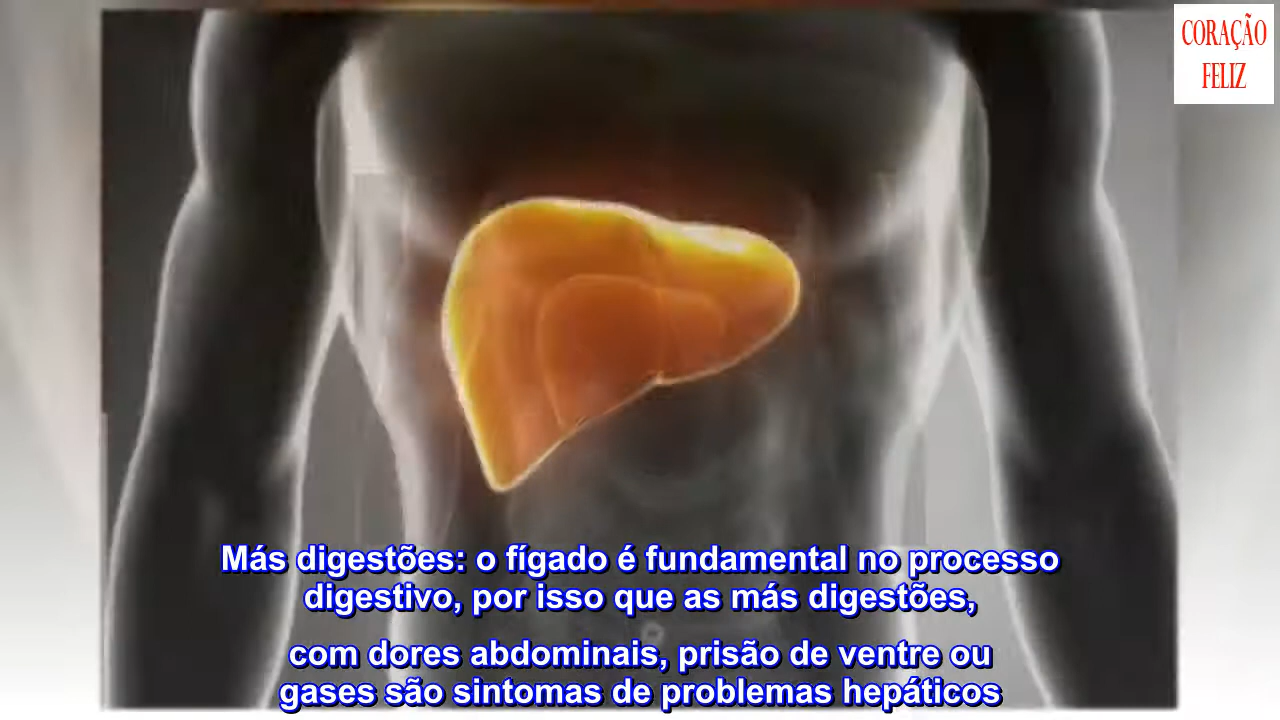 CORAÇÃO
FELIZ
Más digestões: o fígado é fundamental no processo
digestivo, por isso que as más digestões,
com dores abdominais, prisão de ventre ou
gases são sintomas de problemas hepáticos